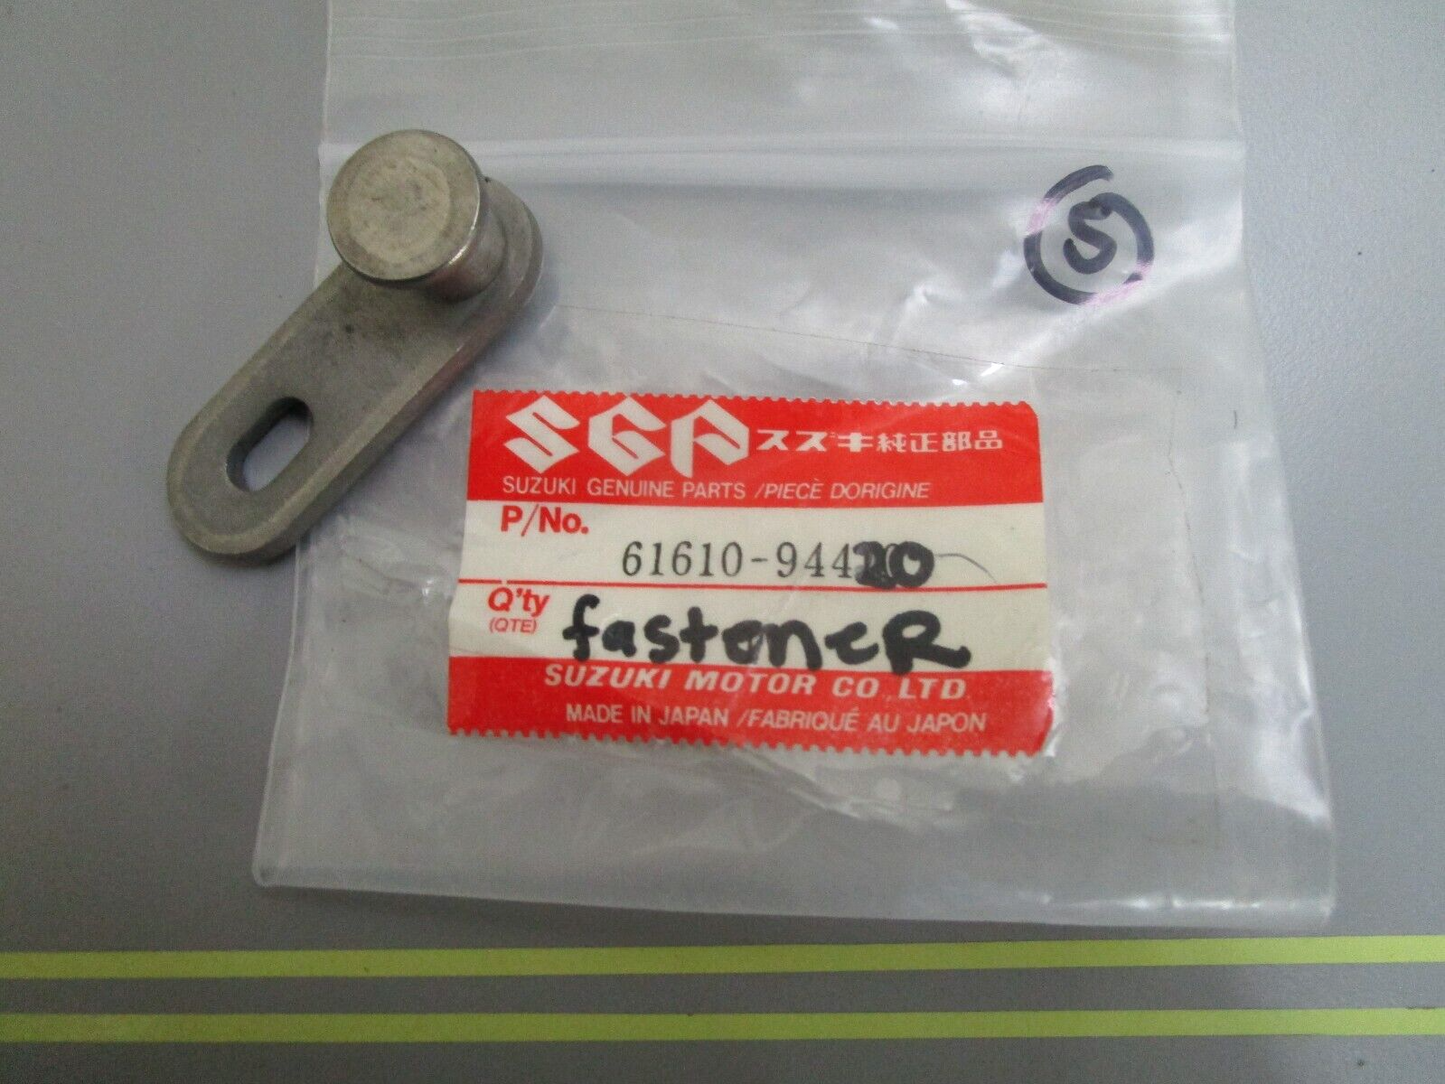 S
SGP スズキ純正部品
SUZUKI GENUINE PARTS /PIECÈ DORIGINE
P/No.
61610-94420
Q'ty
(QTE)
fasteneR
SUZUKI MOTOR CO.,LTD.
MADE IN JAPAN /FABRIQUÉ AU JAPON